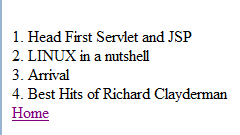 1. Head First Servlet and JSP
2. LINUX in a nutshell
3. Arrival
4. Best Hits of Richard Clayderman
Home